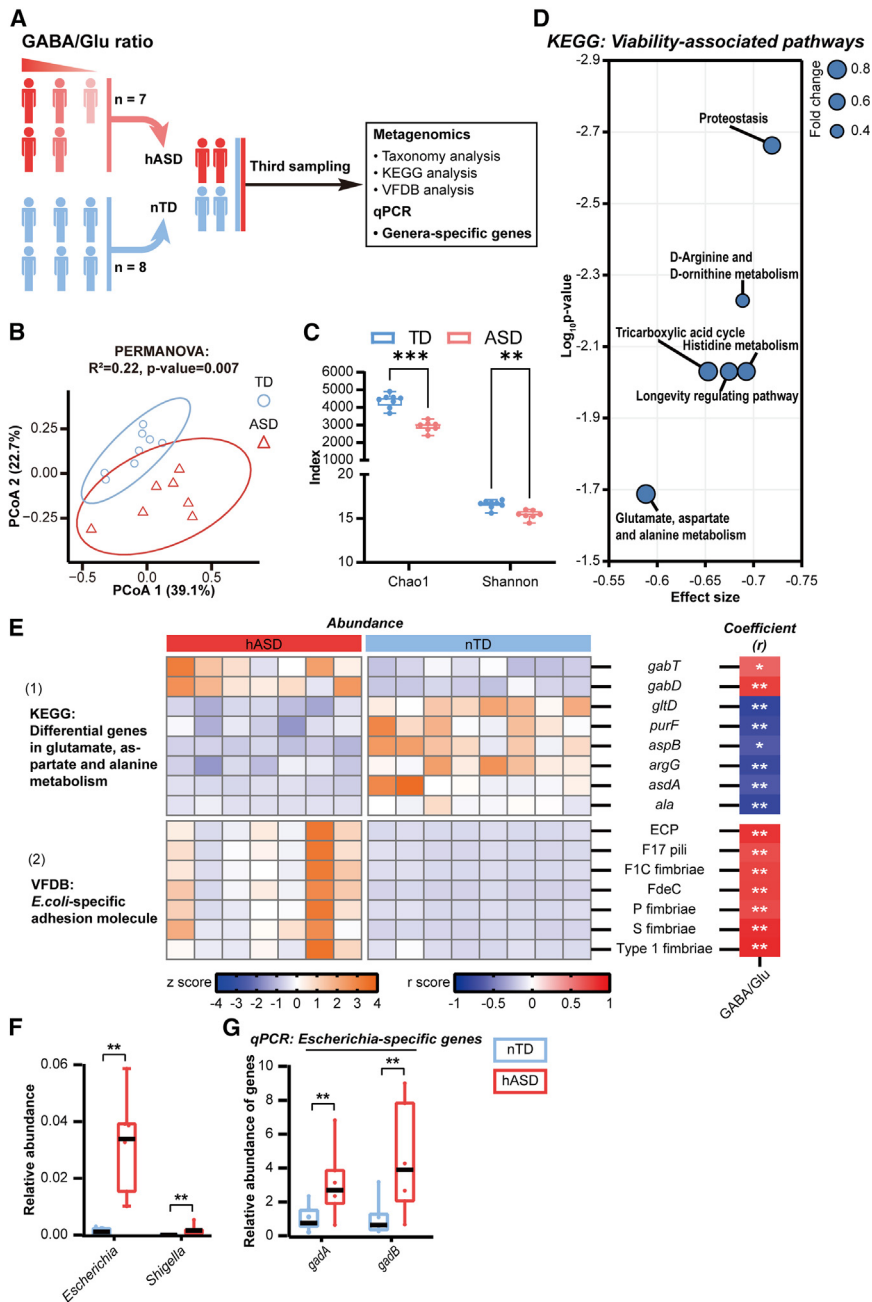 A
GABA/Glu ratio
n = 7
hASD
nTD
n = 8
Third sampling
Metagenomics
• Taxonomy analysis
• KEGG analysis
• VFDB analysis
qPCR
• Genera-specific genes
B
PERMANOVA:
R²=0.22, p-value=0.007
TD
ASD
PCoA 2 (22.7%)
0.25
0.00
−0.25
−0.5
0.0
0.5
PCoA 1 (39.1%)
C
TD
ASD
***
**
Index
6000
5000
4000
3000
2000
1000
20
15
10
Chao1
Shannon
D
KEGG: Viability-associated pathways
Log10p-value
-2.9
-2.7
-2.5
-2.3
-2.1
-1.9
-1.7
-1.5
Proteostasis
D-Arginine and
D-ornithine metabolism
Tricarboxylic acid cycle
Histidine metabolism
Longevity regulating pathway
Glutamate, aspartate
and alanine metabolism
-0.55
-0.6
-0.65
-0.7
-0.75
Effect size
Fold change
0.8
0.6
0.4
E
Abundance
hASD
nTD
Coefficient
(r)
(1)
KEGG:
Differential genes
in glutamate, as-
partate and alanine
metabolism
gabT
*
gabD
**
gltD
**
purF
**
aspB
*
argG
**
asdA
**
ala
**
(2)
VFDB:
E.coli-specific
adhesion molecule
ECP
**
F17 pili
**
F1C fimbriae
**
FdeC
**
P fimbriae
**
S fimbriae
**
Type 1 fimbriae
**
GABA/Glu
z score
-4 -3 -2 -1 0 1 2 3 4
r score
-1 -0.5 0 0.5 1
F
Relative abundance
0.06
0.04
0.02
0.00
**
**
Escherichia
Shigella
G
qPCR: Escherichia-specific genes
Relative abundance of genes
10
8
6
4
2
0
**
**
gadA
gadB
nTD
hASD